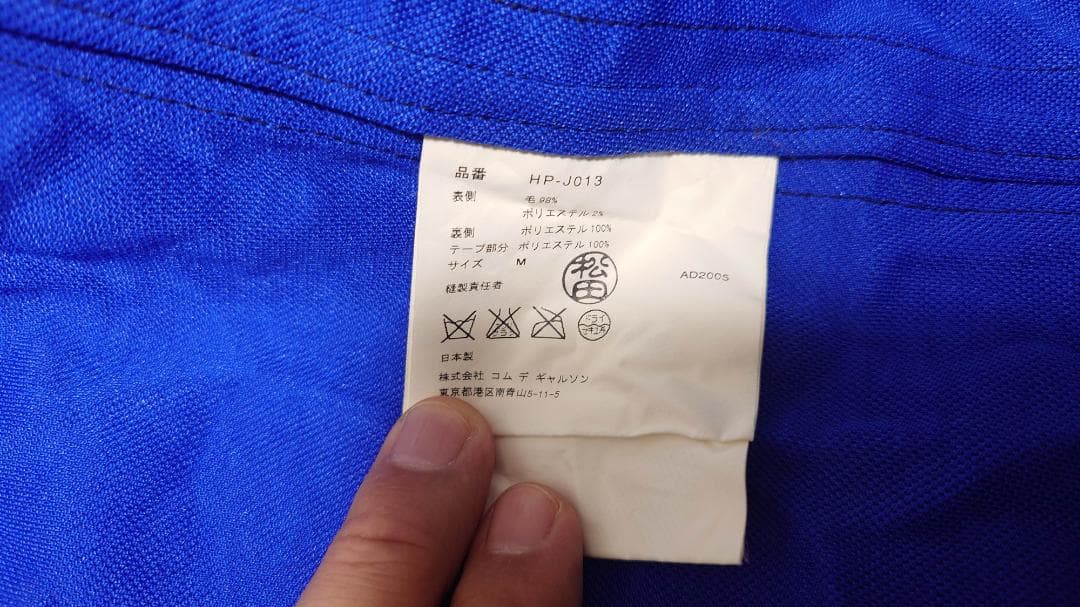 品番 HP-J013
表側 毛 98%
ポリエステル 2%
裏側 ポリエステル 100%
テープ部分 ポリエステル 100%
サイズ M
縫製責任者 松田
AD2005
ドライ
日本製
株式会社 コム デ ギャルソン
東京都港区南青山5-11-5